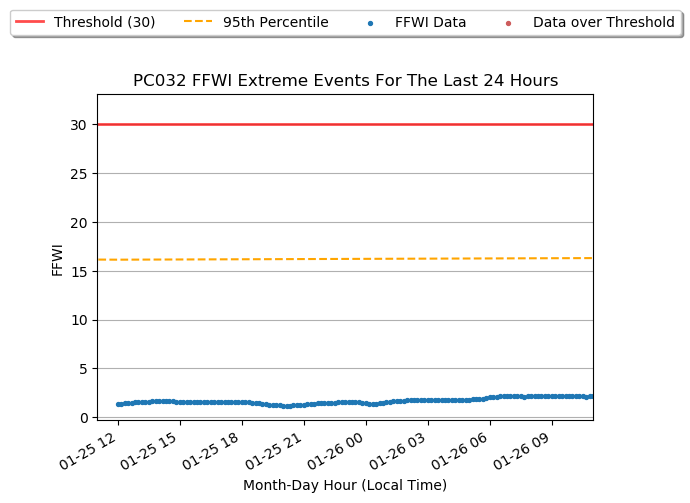 Threshold (30) 95th Percentile FFWI Data Data over Threshold
PC032 FFWI Extreme Events For The Last 24 Hours
30
25
20
15
10
5
0
FFWI
01-25 12 01-25 15 01-25 18 01-25 21 01-26 00 01-26 03 01-26 06 01-26 09
Month-Day Hour (Local Time)